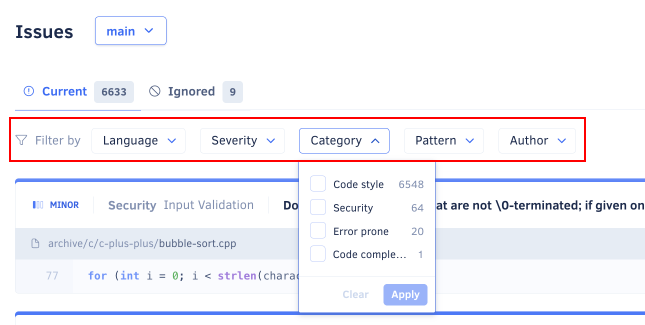 Issues main
Current 6633 Ignored 9
Filter by Language Severity Category Pattern Author
Code style 6548
Security 64
Error prone 20
Code comple... 1
Clear Apply
MINOR Security Input Validation Do at are not \0-terminated; if given on
archive/c/c-plus-plus/bubble-sort.cpp
77 for (int i = 0; i < strlen(charac